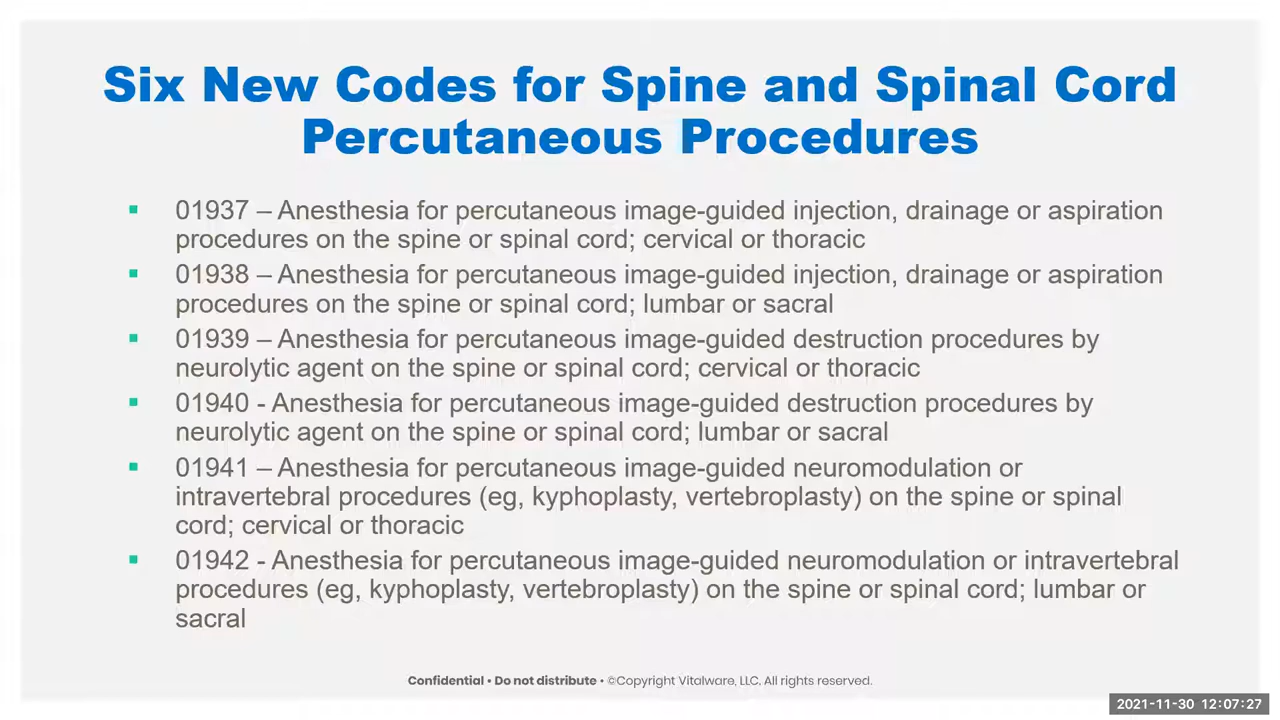 Six New Codes for Spine and Spinal Cord
Percutaneous Procedures
▪ 01937 – Anesthesia for percutaneous image-guided injection, drainage or aspiration
procedures on the spine or spinal cord; cervical or thoracic
▪ 01938 – Anesthesia for percutaneous image-guided injection, drainage or aspiration
procedures on the spine or spinal cord; lumbar or sacral
▪ 01939 – Anesthesia for percutaneous image-guided destruction procedures by
neurolytic agent on the spine or spinal cord; cervical or thoracic
▪ 01940 - Anesthesia for percutaneous image-guided destruction procedures by
neurolytic agent on the spine or spinal cord; lumbar or sacral
▪ 01941 – Anesthesia for percutaneous image-guided neuromodulation or
intravertebral procedures (eg, kyphoplasty, vertebroplasty) on the spine or spinal
cord; cervical or thoracic
▪ 01942 - Anesthesia for percutaneous image-guided neuromodulation or intravertebral
procedures (eg, kyphoplasty, vertebroplasty) on the spine or spinal cord; lumbar or
sacral
Confidential • Do not distribute • ©Copyright Vitalware, LLC. All rights reserved.
2021-11-30 12:07:27